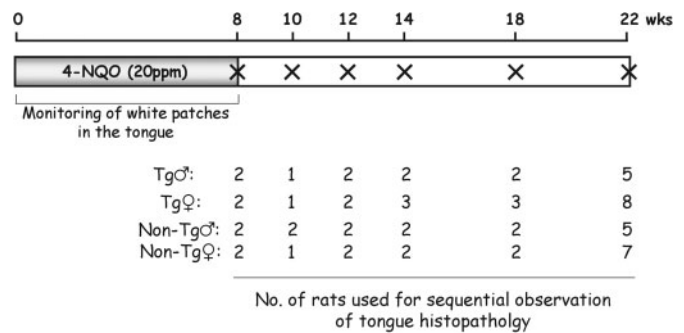 0 8 10 12 14 18 22 wks
4-NQO (20ppm)
Monitoring of white patches
in the tongue
Tg♂: 2 1 2 2 2 5
Tg♀: 2 1 2 3 3 8
Non-Tg♂: 2 2 2 2 2 5
Non-Tg♀: 2 1 2 2 2 7
No. of rats used for sequential observation
of tongue histopatholgy